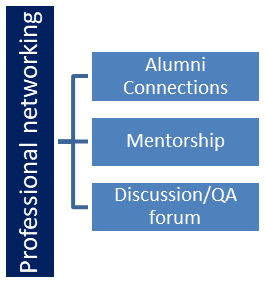 Professional networking
Alumni
Connections
Mentorship
Discussion/QA
forum